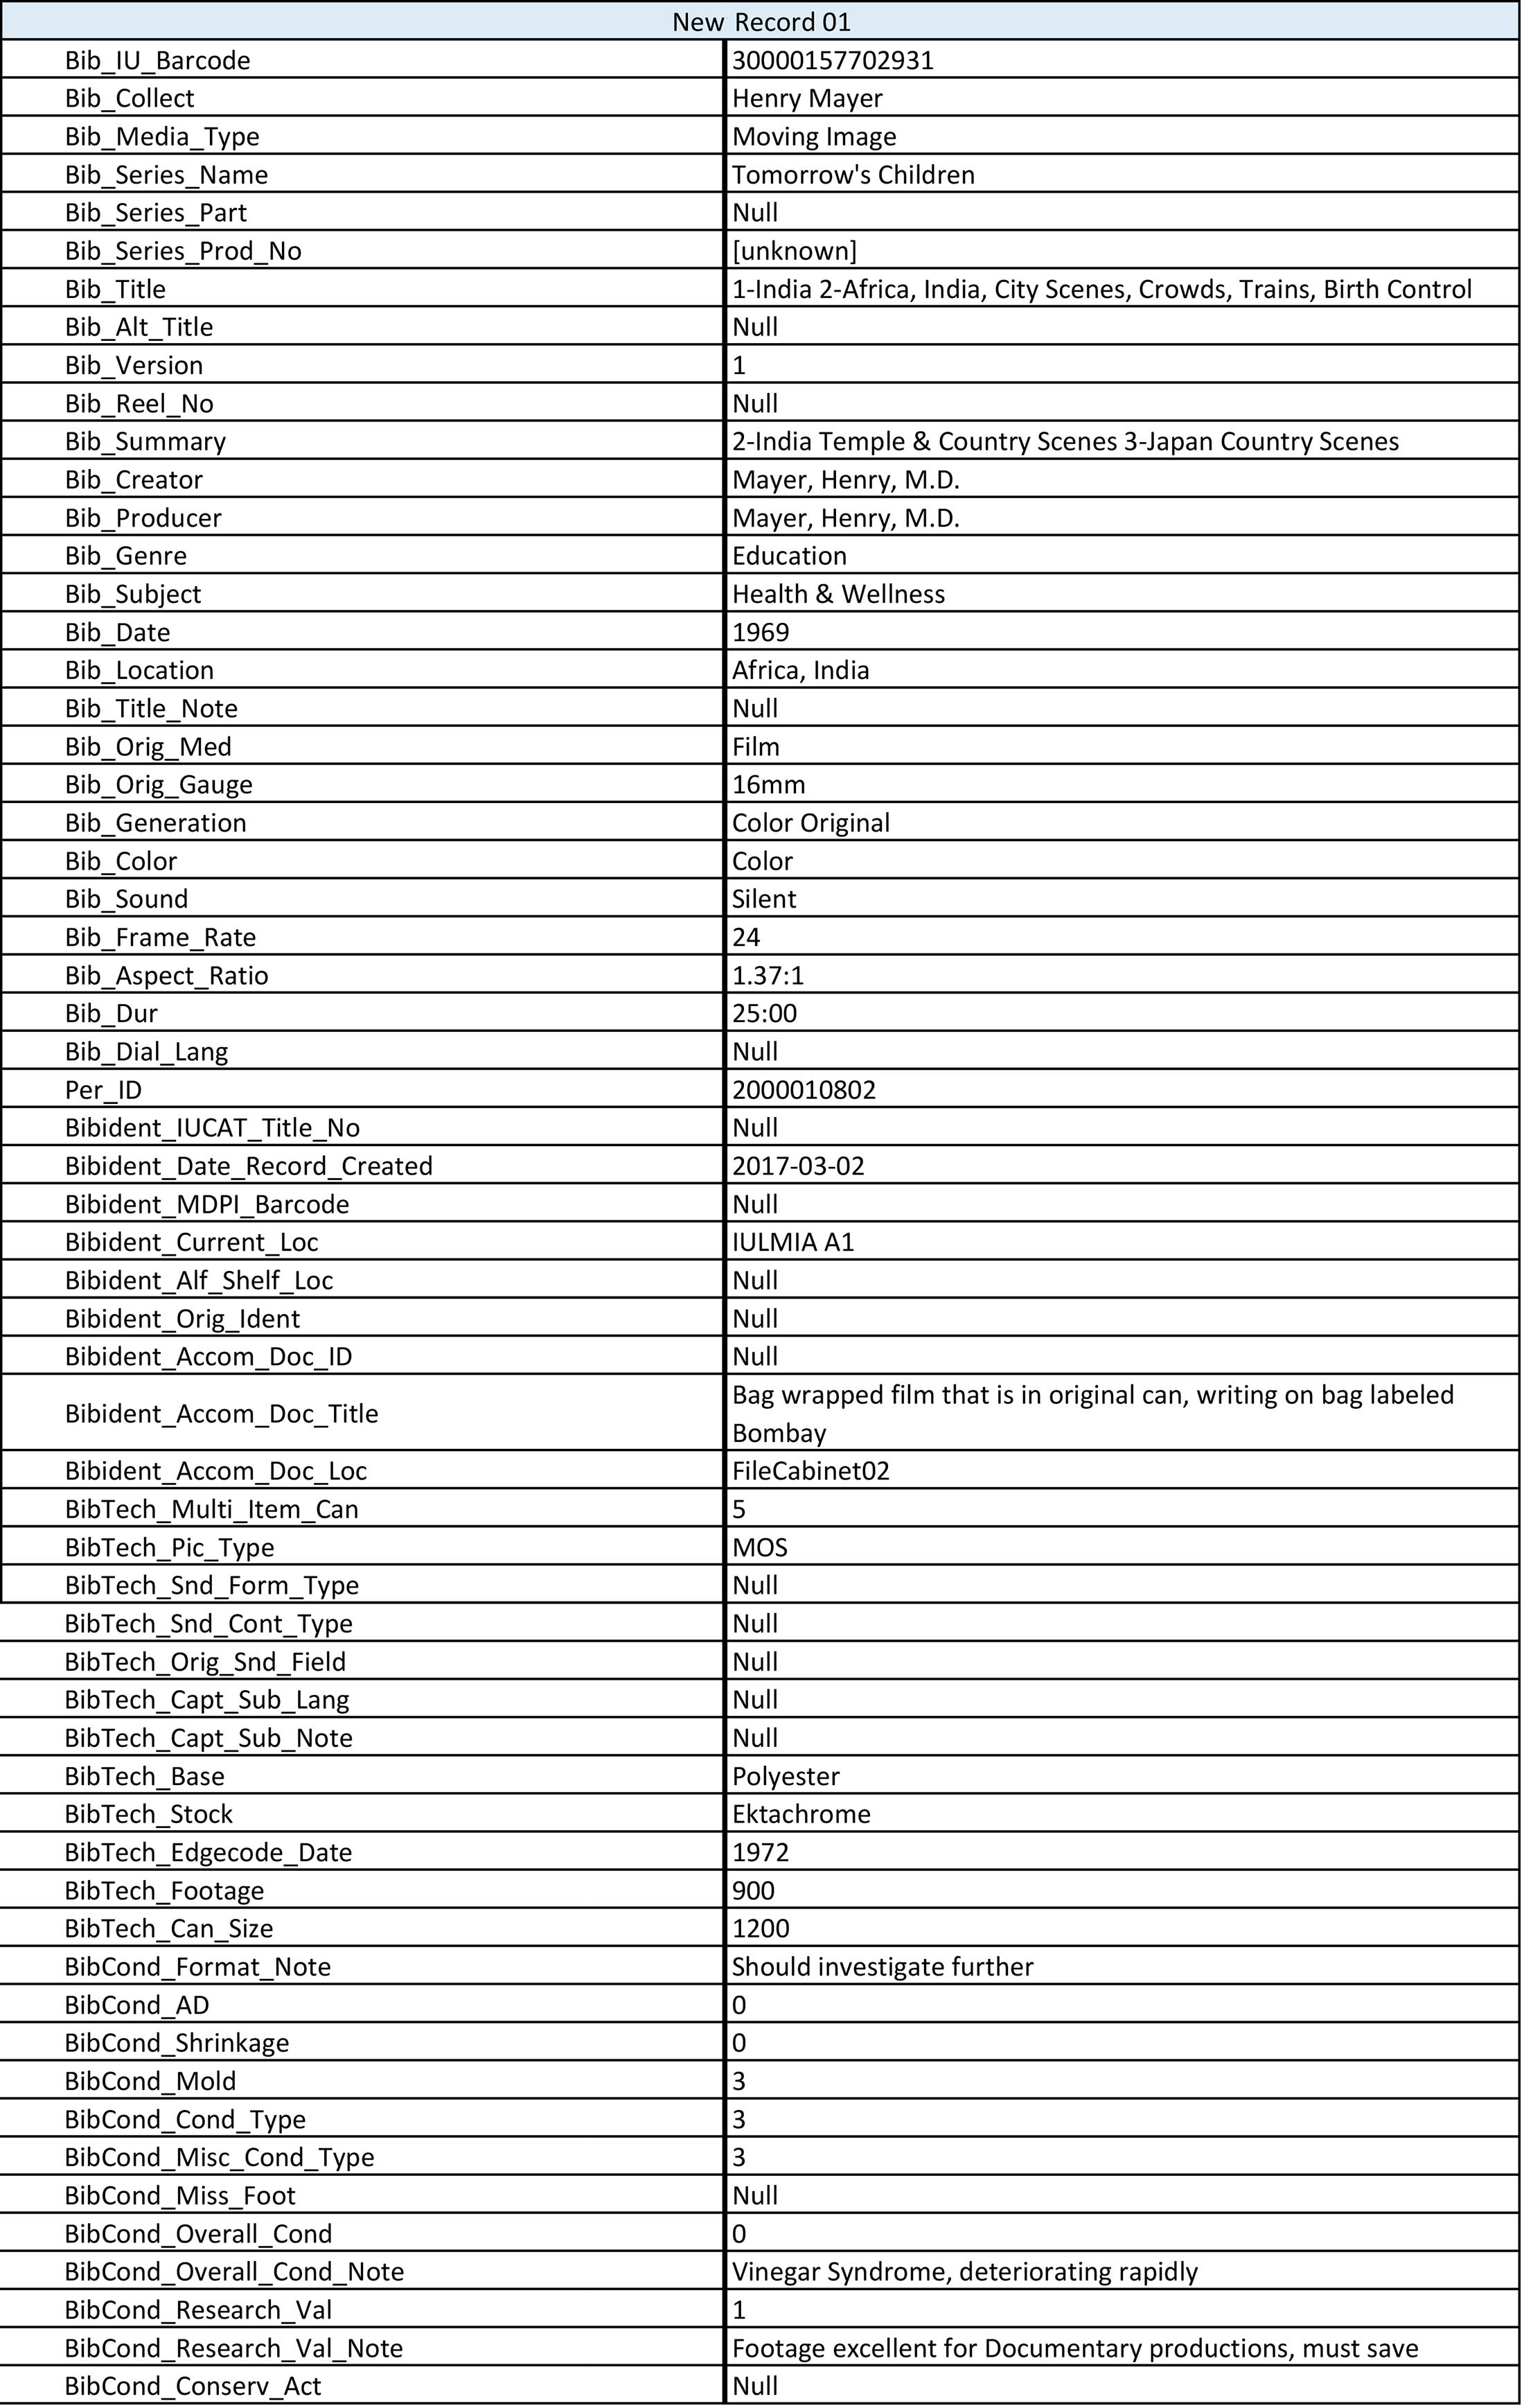 New Record 01
Bib_IU_Barcode 30000157702931
Bib_Collect Henry Mayer
Bib_Media_Type Moving Image
Bib_Series_Name Tomorrow's Children
Bib_Series_Part Null
Bib_Series_Prod_No [unknown]
Bib_Title 1-India 2-Africa, India, City Scenes, Crowds, Trains, Birth Control
Bib_Alt_Title Null
Bib_Version 1
Bib_Reel_No Null
Bib_Summary 2-India Temple & Country Scenes 3-Japan Country Scenes
Bib_Creator Mayer, Henry, M.D.
Bib_Producer Mayer, Henry, M.D.
Bib_Genre Education
Bib_Subject Health & Wellness
Bib_Date 1969
Bib_Location Africa, India
Bib_Title_Note Null
Bib_Orig_Med Film
Bib_Orig_Gauge 16mm
Bib_Generation Color Original
Bib_Color Color
Bib_Sound Silent
Bib_Frame_Rate 24
Bib_Aspect_Ratio 1.37:1
Bib_Dur 25:00
Bib_Dial_Lang Null
Per_ID 2000010802
Bibident_IUCAT_Title_No Null
Bibident_Date_Record_Created 2017-03-02
Bibident_MDPI_Barcode Null
Bibident_Current_Loc IULMIA A1
Bibident_Alf_Shelf_Loc Null
Bibident_Orig_Ident Null
Bibident_Accom_Doc_ID Null
Bibident_Accom_Doc_Title Bag wrapped film that is in original can, writing on bag labeled
Bombay
Bibident_Accom_Doc_Loc FileCabinet02
BibTech_Multi_Item_Can 5
BibTech_Pic_Type MOS
BibTech_Snd_Form_Type Null
BibTech_Snd_Cont_Type Null
BibTech_Orig_Snd_Field Null
BibTech_Capt_Sub_Lang Null
BibTech_Capt_Sub_Note Null
BibTech_Base Polyester
BibTech_Stock Ektachrome
BibTech_Edgecode_Date 1972
BibTech_Footage 900
BibTech_Can_Size 1200
BibCond_Format_Note Should investigate further
BibCond_AD 0
BibCond_Shrinkage 0
BibCond_Mold 3
BibCond_Cond_Type 3
BibCond_Misc_Cond_Type 3
BibCond_Miss_Foot Null
BibCond_Overall_Cond 0
BibCond_Overall_Cond_Note Vinegar Syndrome, deteriorating rapidly
BibCond_Research_Val 1
BibCond_Research_Val_Note Footage excellent for Documentary productions, must save
BibCond_Conserv_Act Null